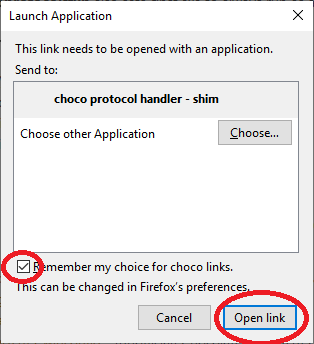 Launch Application
This link needs to be opened with an application.
Send to:
choco protocol handler - shim
Choose other Application
Choose...
Remember my choice for choco links.
This can be changed in Firefox's preferences.
Cancel
Open link